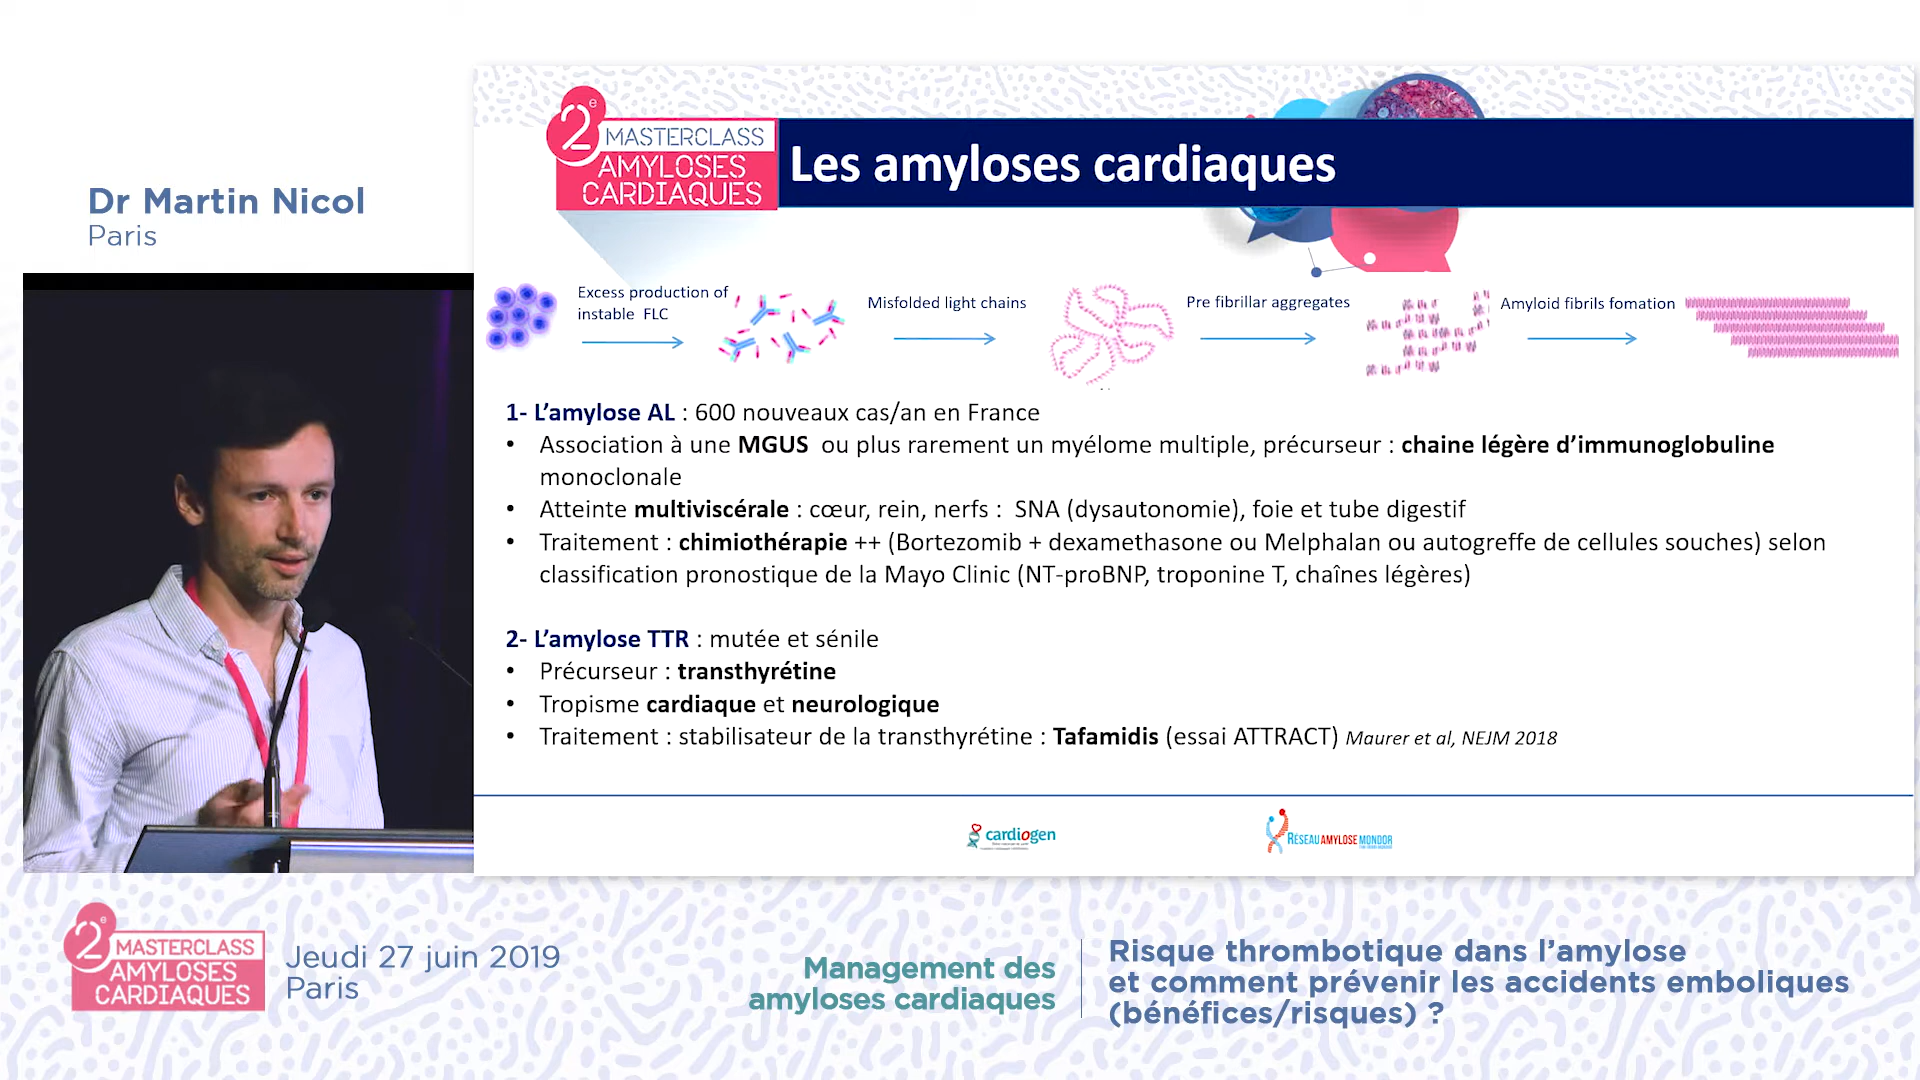 Dr Martin Nicol
Paris
2e
MASTERCLASS
AMYLOSES
CARDIAQUES
Les amyloses cardiaques
Excess production of
instable FLC
Misfolded light chains
Pre fibrillar aggregates
Amyloid fibrils fomation
1- L’amylose AL : 600 nouveaux cas/an en France
• Association à une MGUS ou plus rarement un myélome multiple, précurseur : chaine légère d’immunoglobuline
monoclonale
• Atteinte multiviscérale : cœur, rein, nerfs : SNA (dysautonomie), foie et tube digestif
• Traitement : chimiothérapie ++ (Bortezomib + dexamethasone ou Melphalan ou autogreffe de cellules souches) selon
classification pronostique de la Mayo Clinic (NT-proBNP, troponine T, chaînes légères)
2- L’amylose TTR : mutée et sénile
• Précurseur : transthyrétine
• Tropisme cardiaque et neurologique
• Traitement : stabilisateur de la transthyrétine : Tafamidis (essai ATTRACT) Maurer et al, NEJM 2018
cardiogen
RÉSEAU AMYLOSE MONDOR
2e
MASTERCLASS
AMYLOSES
CARDIAQUES
Jeudi 27 juin 2019
Paris
Management des
amyloses cardiaques
Risque thrombotique dans l’amylose
et comment prévenir les accidents emboliques
(bénéfices/risques) ?